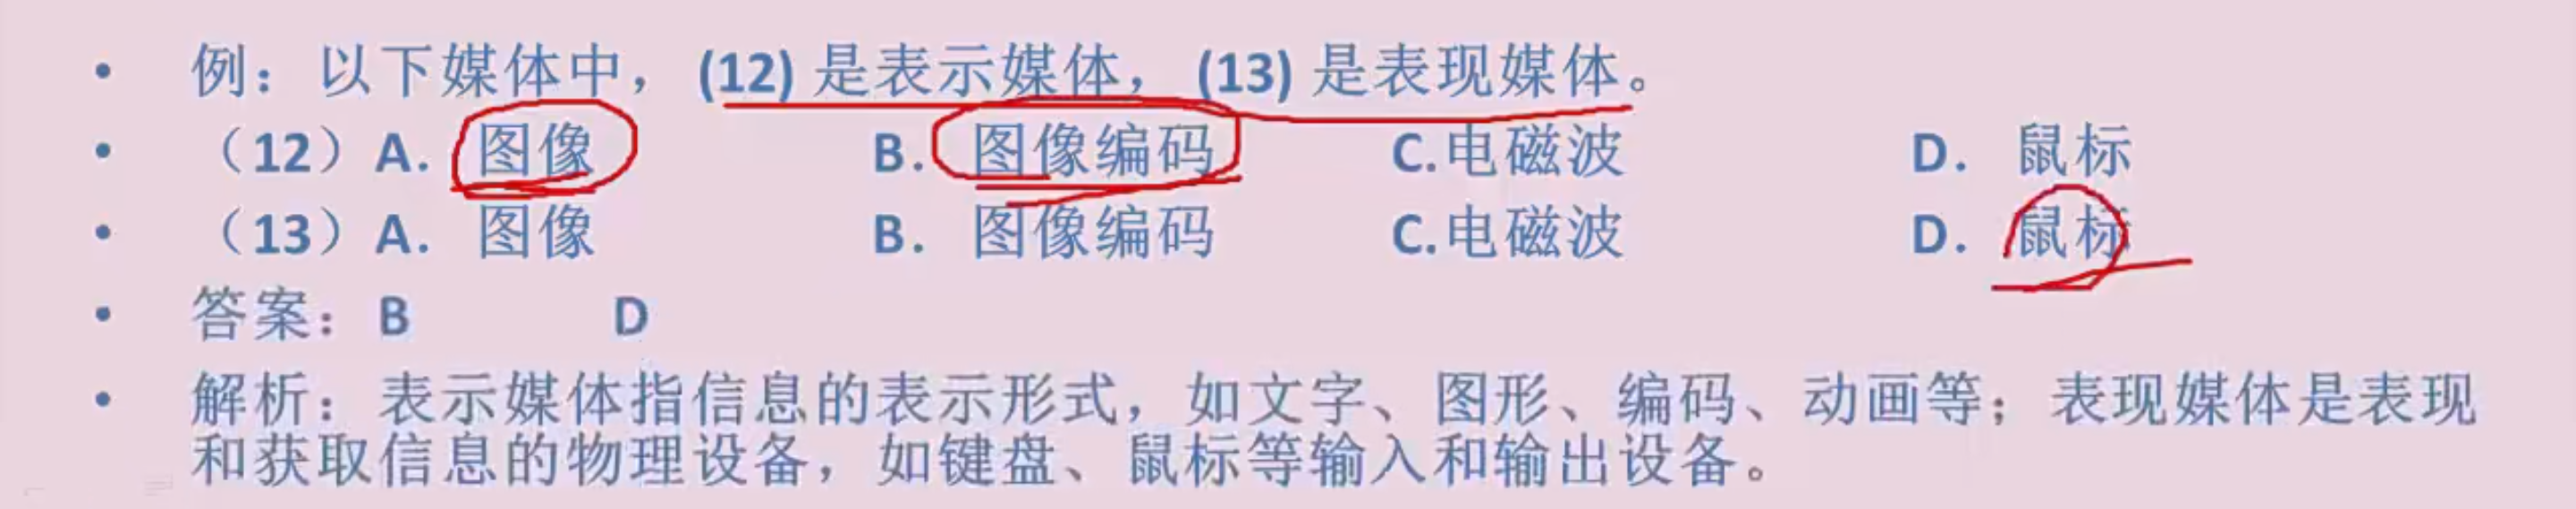 • 例：以下媒体中，(12) 是表示媒体，(13) 是表现媒体。
• （12）A. 图像 B. 图像编码 C.电磁波 D. 鼠标
• （13）A. 图像 B. 图像编码 C.电磁波 D. 鼠标
• 答案：B D
• 解析：表示媒体指信息的表示形式，如文字、图形、编码、动画等；表现媒体是表现
和获取信息的物理设备，如键盘、鼠标等输入和输出设备。